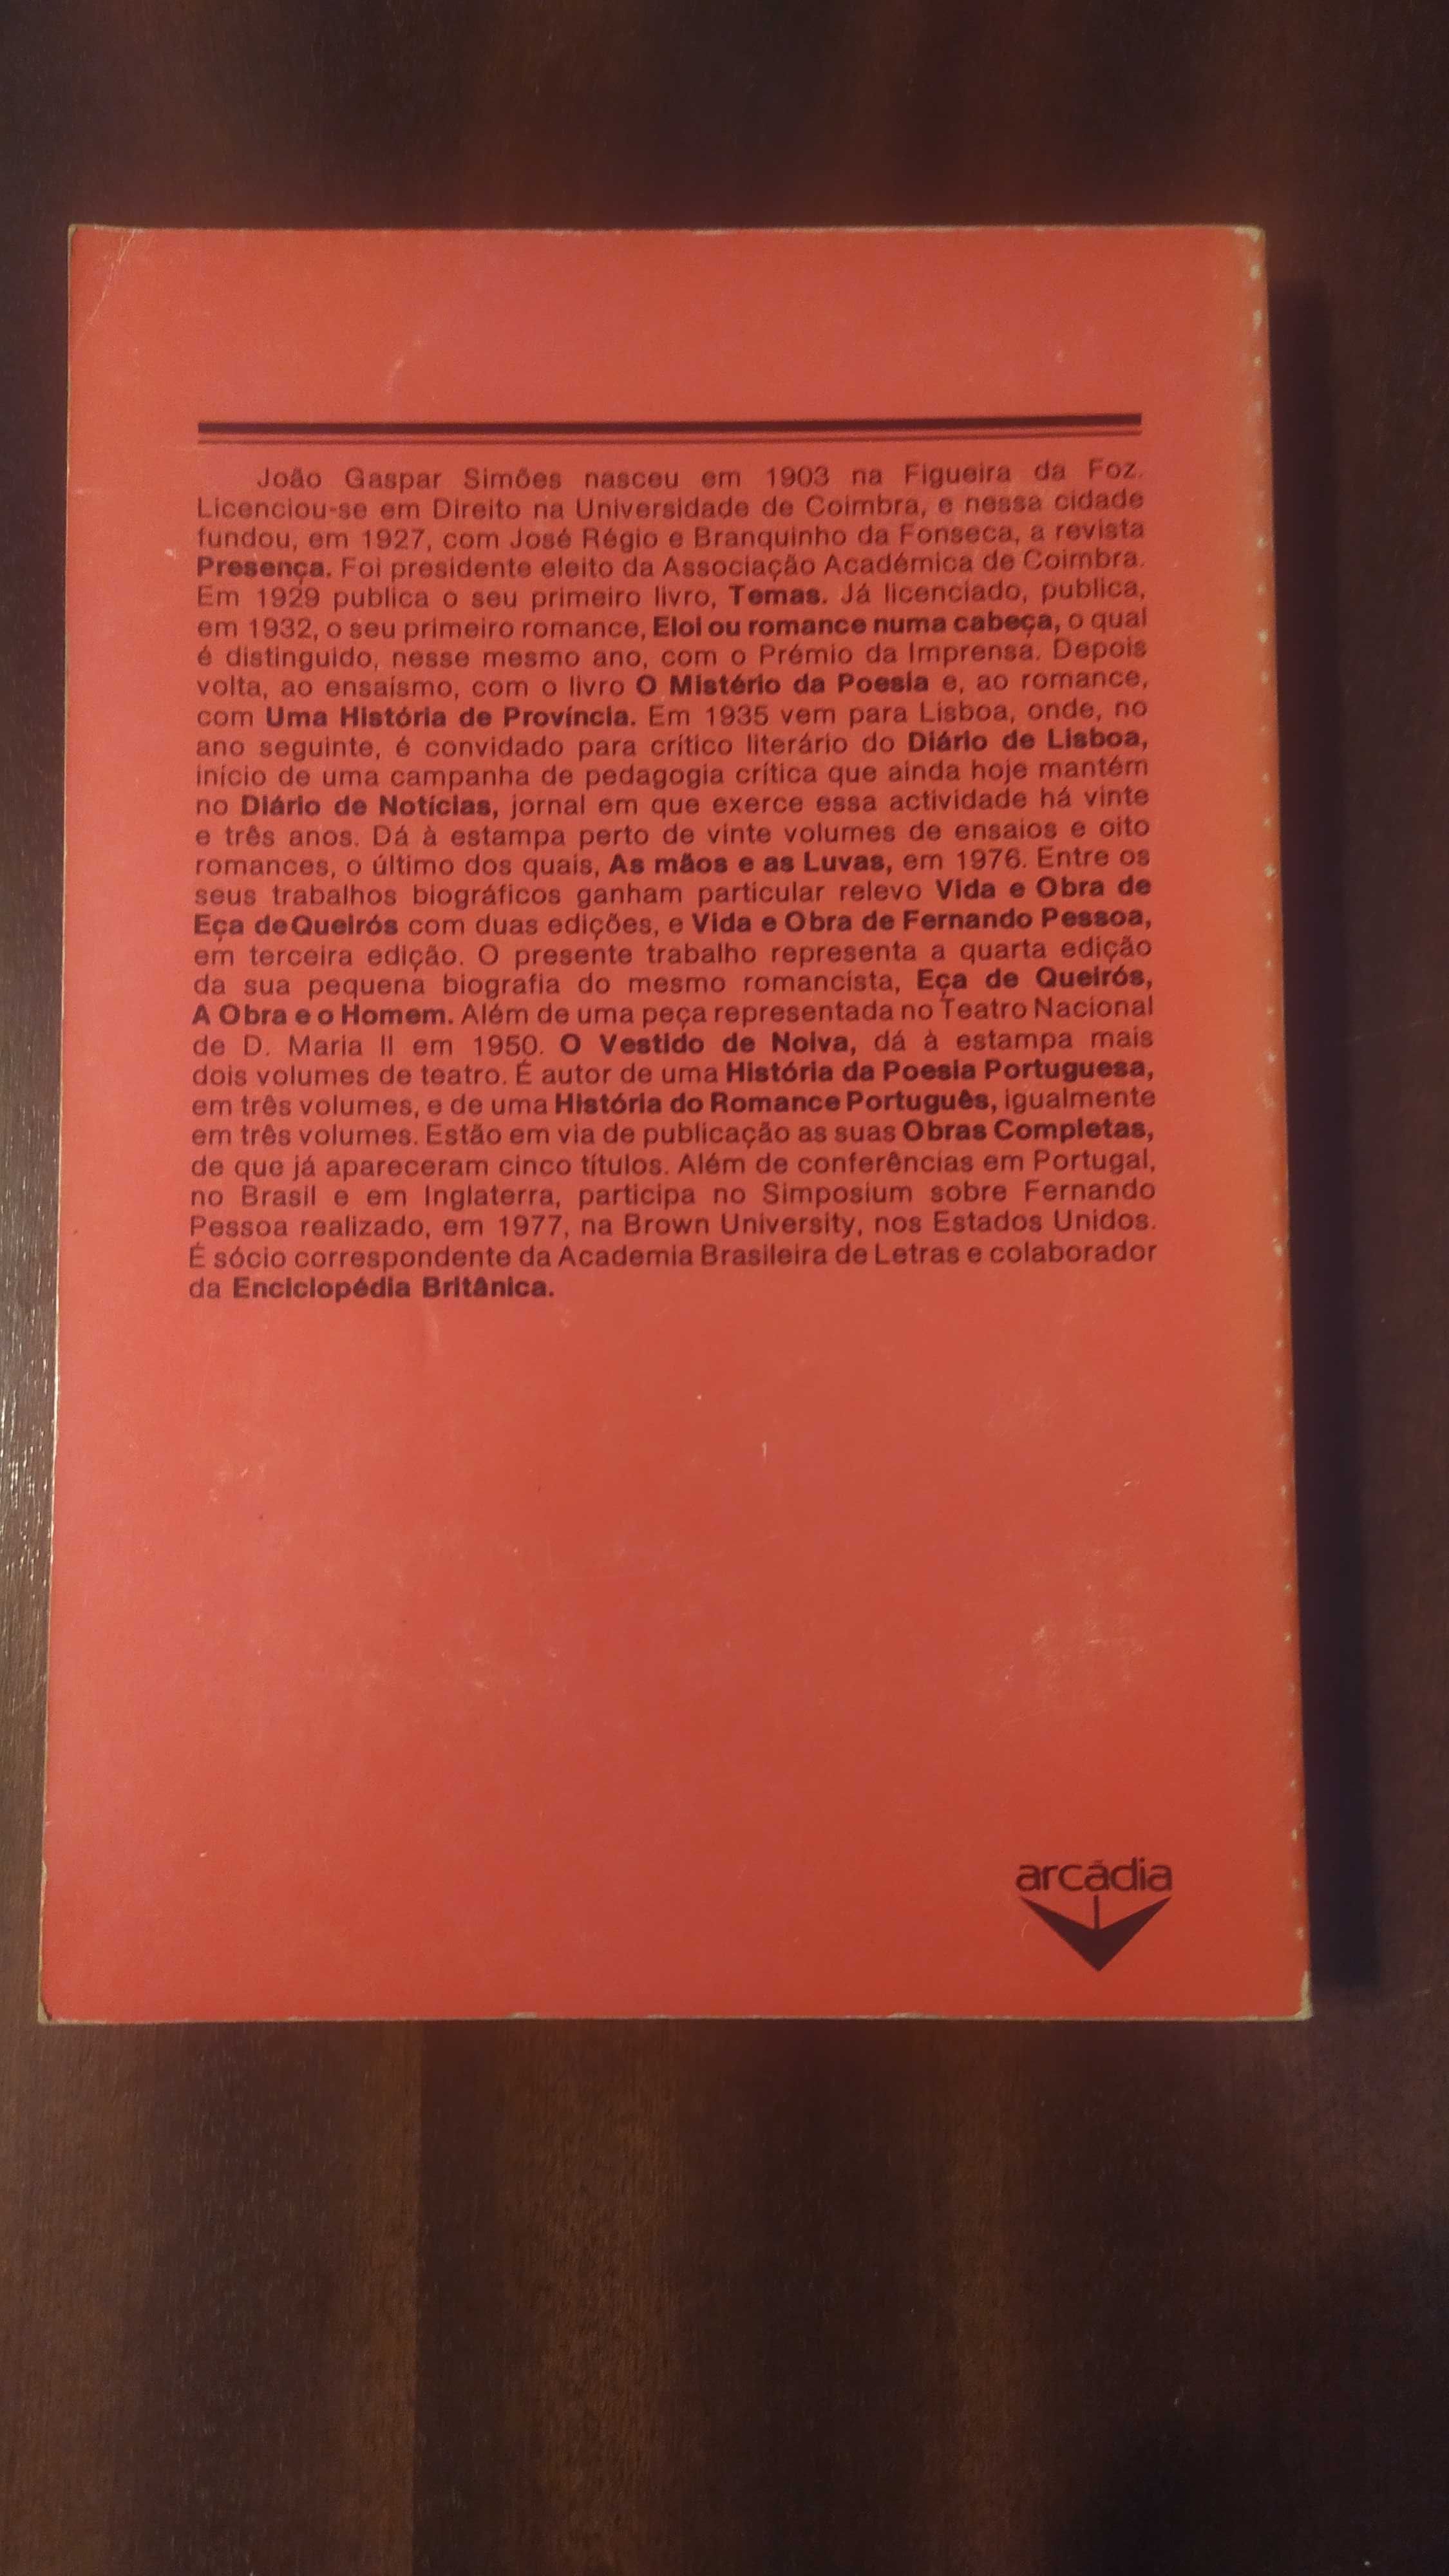 João Gaspar Simões nasceu em 1903 na Figueira da Foz.
Licenciou-se em Direito na Universidade de Coimbra, e nessa cidade
fundou, em 1927, com José Régio e Branquinho da Fonseca, a revista
Presença. Foi presidente eleito da Associação Académica de Coimbra.
Em 1929 publica o seu primeiro livro, Temas. Já licenciado, publica,
em 1932, o seu primeiro romance, Eloi ou romance numa cabeça, o qual
é distinguido, nesse mesmo ano, com o Prémio da Imprensa. Depois
volta, ao ensaísmo, com o livro O Mistério da Poesia e, ao romance,
com Uma História de Província. Em 1935 vem para Lisboa, onde, no
ano seguinte, é convidado para crítico literário do Diário de Lisboa,
início de uma campanha de pedagogia crítica que ainda hoje mantém
no Diário de Notícias, jornal em que exerce essa actividade há vinte
e três anos. Dá à estampa perto de vinte volumes de ensaios e oito
romances, o último dos quais, As mãos e as Luvas, em 1976. Entre os
seus trabalhos biográficos ganham particular relevo Vida e Obra de
Eça de Queirós com duas edições, e Vida e Obra de Fernando Pessoa,
em terceira edição. O presente trabalho representa a quarta edição
da sua pequena biografia do mesmo romancista, Eça de Queirós,
A Obra e o Homem. Além de uma peça representada no Teatro Nacional
de D. Maria II em 1950. O Vestido de Noiva, dá à estampa mais
dois volumes de teatro. É autor de uma História da Poesia Portuguesa,
em três volumes, e de uma História do Romance Português, igualmente
em três volumes. Estão em via de publicação as suas Obras Completas,
de que já apareceram cinco títulos. Além de conferências em Portugal,
no Brasil e em Inglaterra, participa no Simposium sobre Fernando
Pessoa realizado, em 1977, na Brown University, nos Estados Unidos.
É sócio correspondente da Academia Brasileira de Letras e colaborador
da Enciclopédia Britânica.
arcádia